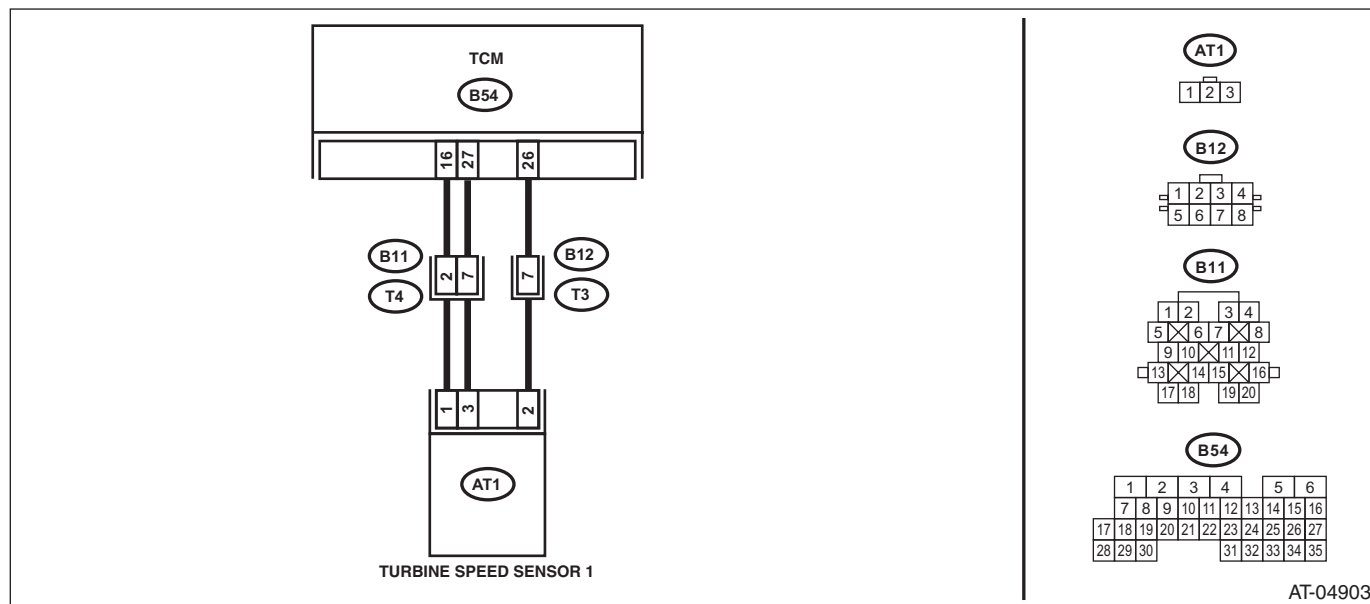 TCM
B54
16 27 26
B11 2 7 7 B12
T4 T3
1 3 2
AT1
TURBINE SPEED SENSOR 1
AT1
1 2 3
B12
1 2 3 4
5 6 7 8
B11
1 2 3 4
5 6 7 8
9 10 11 12
13 14 15 16
17 18 19 20
B54
1 2 3 4 5 6
7 8 9 10 11 12 13 14 15 16
17 18 19 20 21 22 23 24 25 26 27
28 29 30 31 32 33 34 35
AT-04903